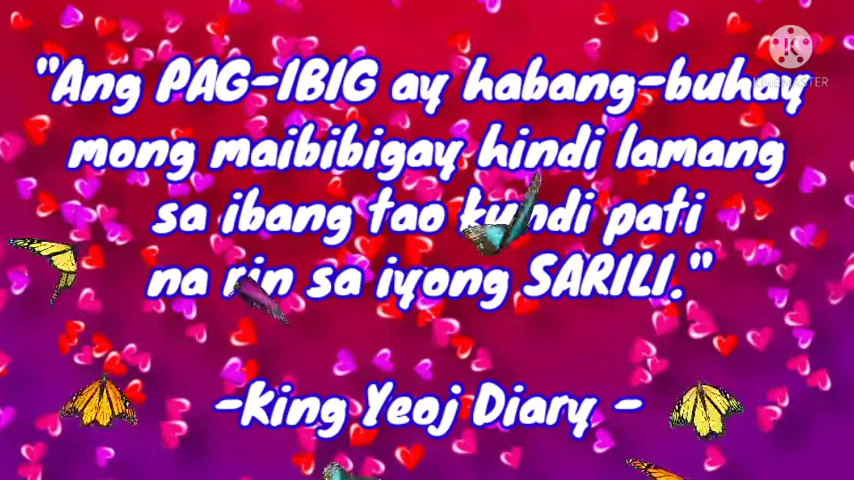 "Ang PAG-IBIG ay habang-buhay
mong maibibigay hindi lamang
sa ibang tao kundi pati
na rin sa iyong SARILI."
-King Yeoj Diary -
K
KINEMASTER